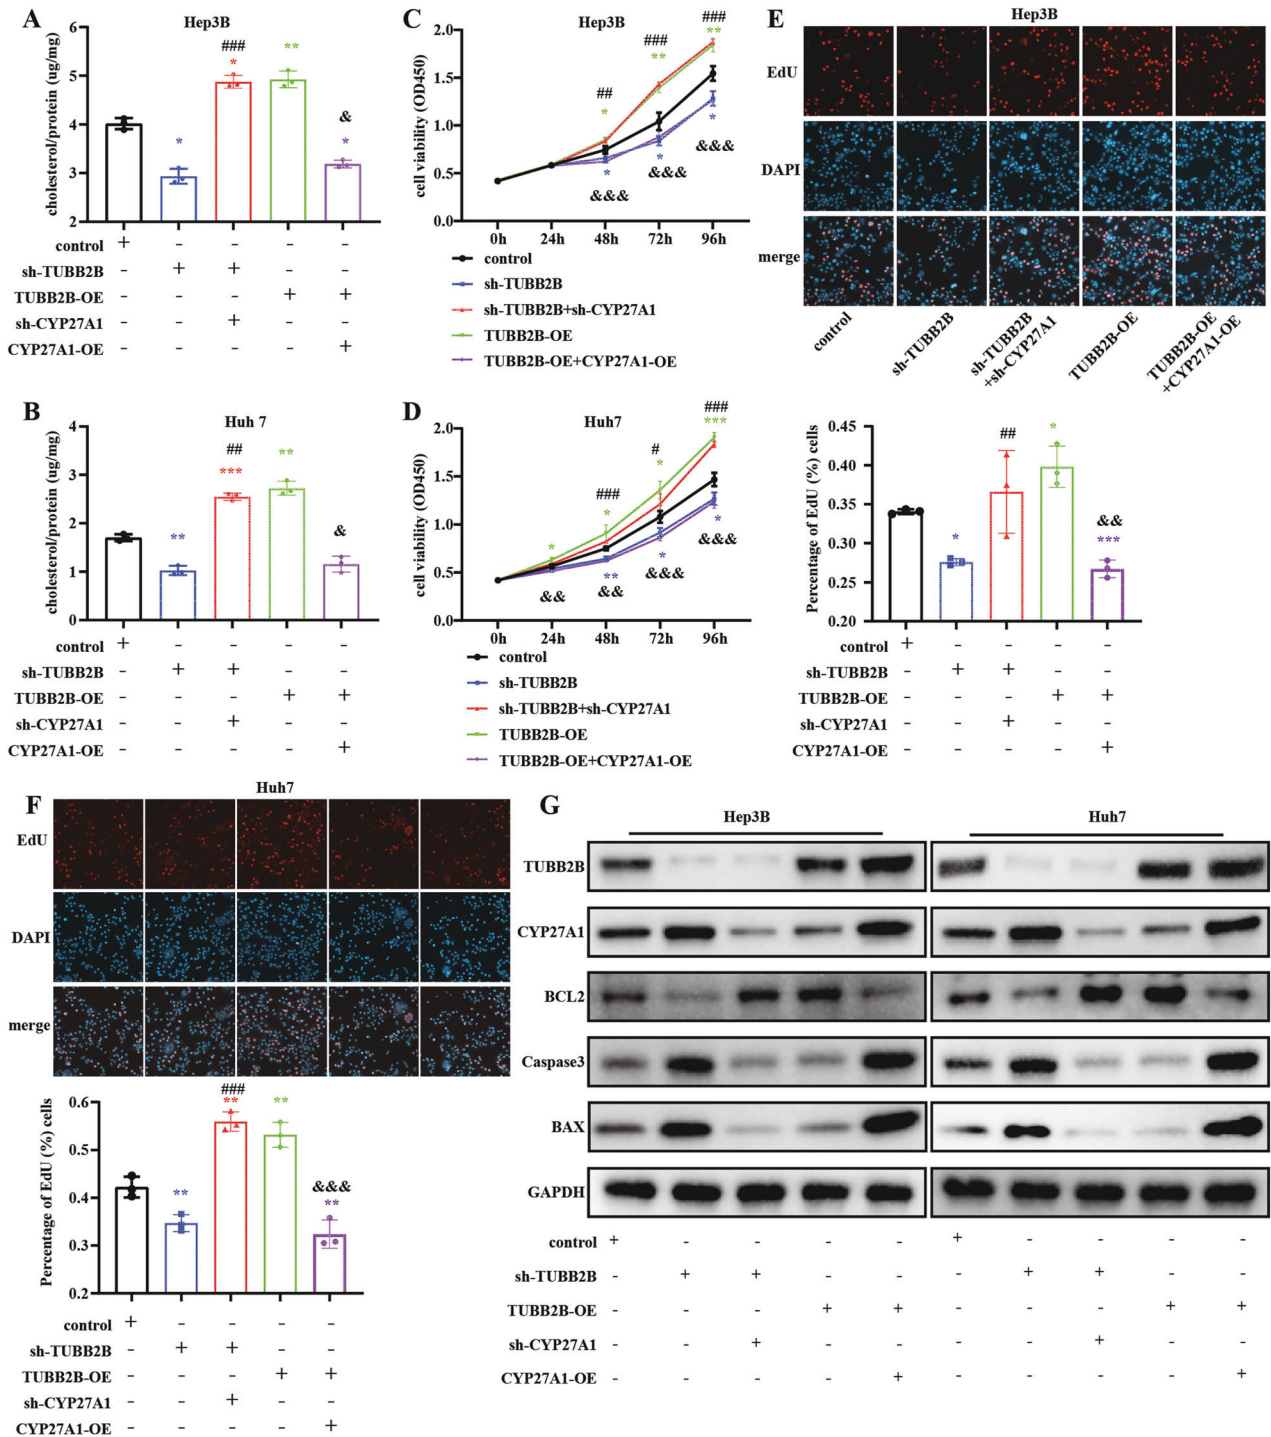 A
Hep3B
cholesterol/protein (ug/mg)
6
5
4
3
2
###
*
**
*
&
*
control + - - - -
sh-TUBB2B - + + - -
TUBB2B-OE - - - + +
sh-CYP27A1 - - + - -
CYP27A1-OE - - - - +
B
Huh 7
cholesterol/protein (ug/mg)
4
3
2
1
0
##
***
**
**
&
control + - - - -
sh-TUBB2B - + + - -
TUBB2B-OE - - - + +
sh-CYP27A1 - - + - -
CYP27A1-OE - - - - +
C
Hep3B
cell viability (OD450)
2.0
1.5
1.0
0.5
0.0
###
**
###
**
##
*
*
*
*
&&&
&&&
&&&
0h 24h 48h 72h 96h
control
sh-TUBB2B
sh-TUBB2B+sh-CYP27A1
TUBB2B-OE
TUBB2B-OE+CYP27A1-OE
D
Huh7
cell viability (OD450)
2.0
1.5
1.0
0.5
0.0
###
***
#
*
###
*
*
*
*
**
&&&
&&&
&&
&&
0h 24h 48h 72h 96h
control
sh-TUBB2B
sh-TUBB2B+sh-CYP27A1
TUBB2B-OE
TUBB2B-OE+CYP27A1-OE
E
Hep3B
EdU
DAPI
merge
control
sh-TUBB2B
sh-TUBB2B
+sh-CYP27A1
TUBB2B-OE
TUBB2B-OE
+CYP27A1-OE
Percentage of EdU (%) cells
0.45
0.40
0.35
0.30
0.25
0.20
*
##
*
&&
***
control + - - - -
sh-TUBB2B - + + - -
TUBB2B-OE - - - + +
sh-CYP27A1 - - + - -
CYP27A1-OE - - - - +
F
Huh7
EdU
DAPI
merge
Percentage of EdU (%) cells
0.6
0.5
0.4
0.3
0.2
###
**
**
**
&&&
**
control + - - - -
sh-TUBB2B - + + - -
TUBB2B-OE - - - + +
sh-CYP27A1 - - + - -
CYP27A1-OE - - - - +
G
Hep3B Huh7
TUBB2B
CYP27A1
BCL2
Caspase3
BAX
GAPDH
control + - - - - + - - - -
sh-TUBB2B - + + - - - + + - -
TUBB2B-OE - - - + + - - - + +
sh-CYP27A1 - - + - - - - + - -
CYP27A1-OE - - - - + - - - - +